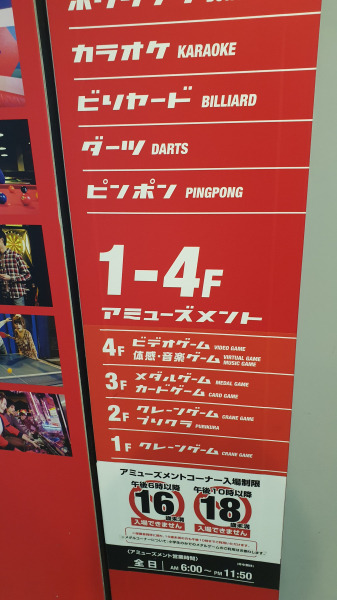 カラオケ KARAOKE
ビリヤード BILLIARD
ダーツ DARTS
ピンポン PINGPONG
1-4F
アミューズメント
4F ビデオゲーム VIDEO GAME
体感・音楽ゲーム VIRTUAL GAME MUSIC GAME
3F メダルゲーム MEDAL GAME
カードゲーム CARD GAME
2F クレーンゲーム CRANE GAME
プリクラ PURIKURA
1F クレーンゲーム CRANE GAME
アミューズメントコーナー入場制限
午後6時以降 午後10時以降
16歳未満 18歳未満
入場できません 入場できません
〈アミューズメント営業時間〉
全日 AM 6:00〜PM 11:50